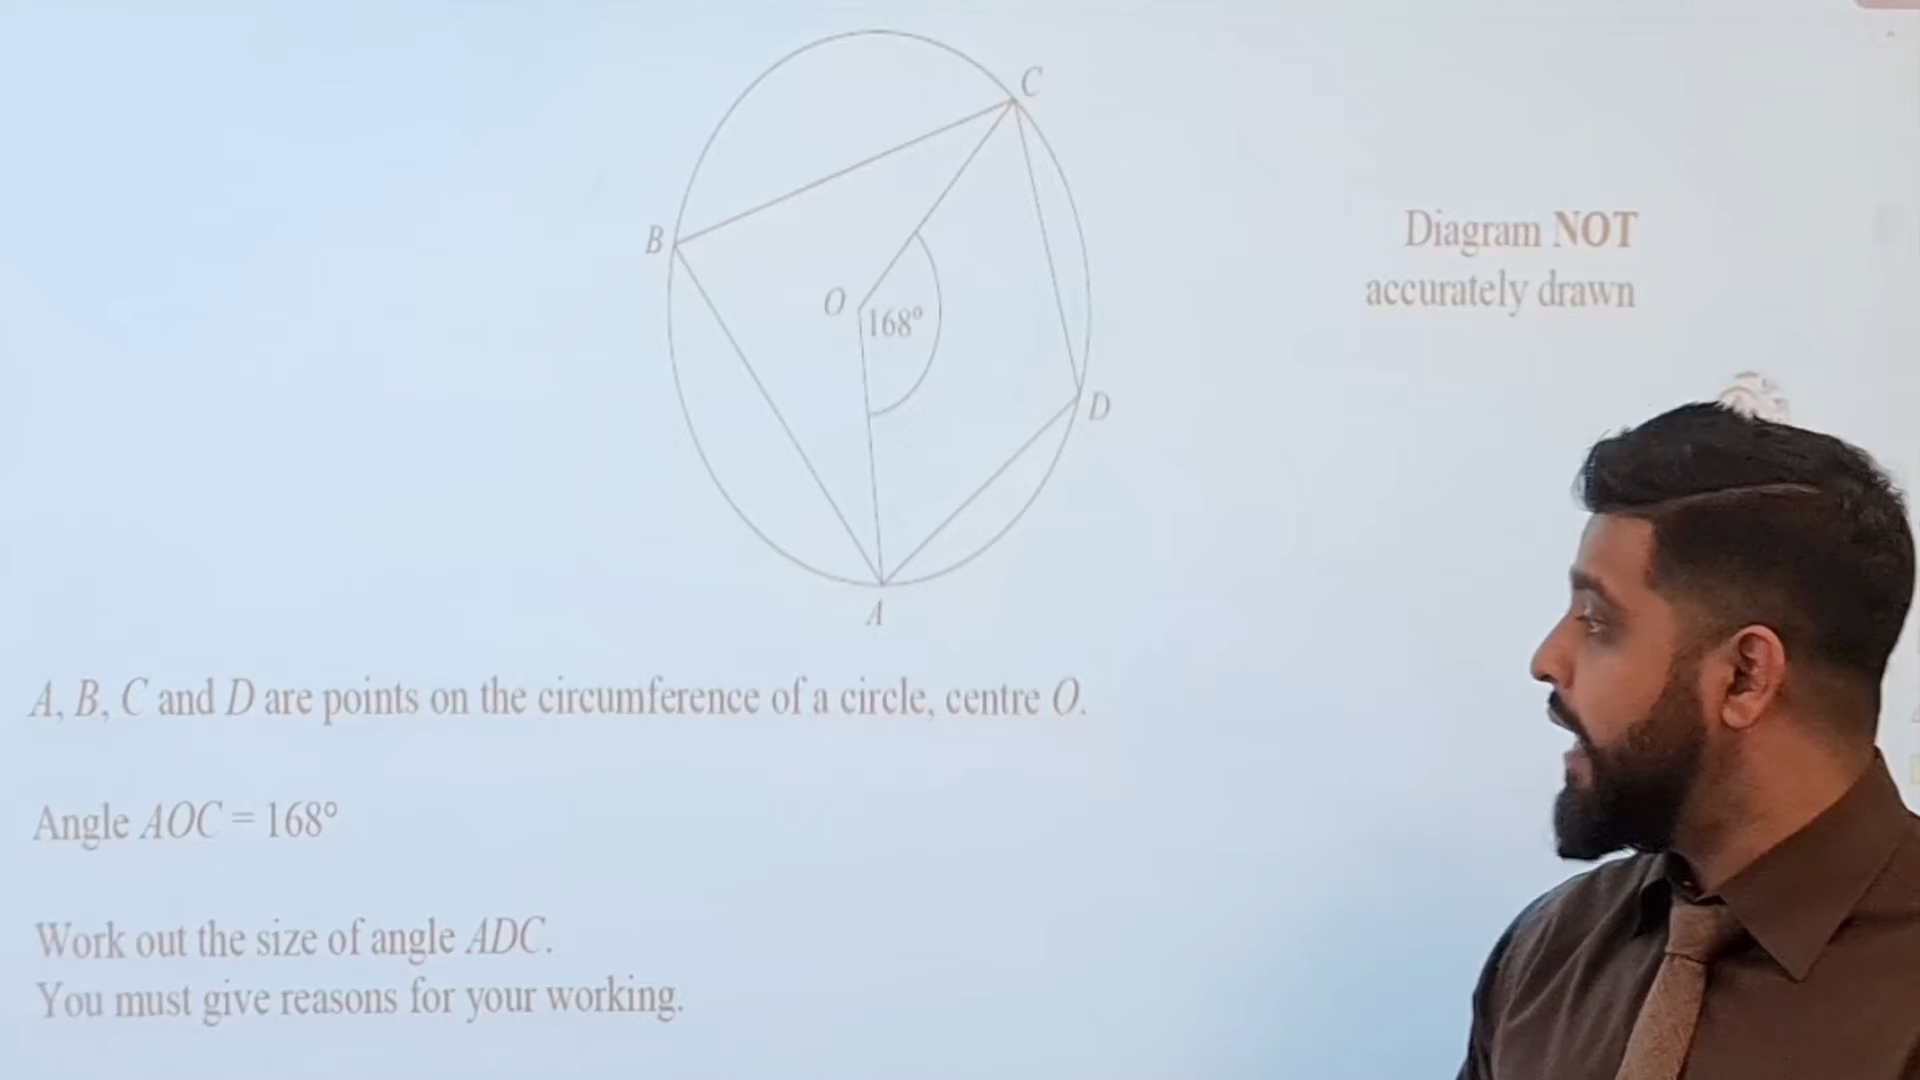 C
Diagram NOT
B
accurately drawn
O
168°
D
A
A, B, C and D are points on the circumference of a circle, centre O.
Angle AOC = 168°
Work out the size of angle ADC.
You must give reasons for your working.